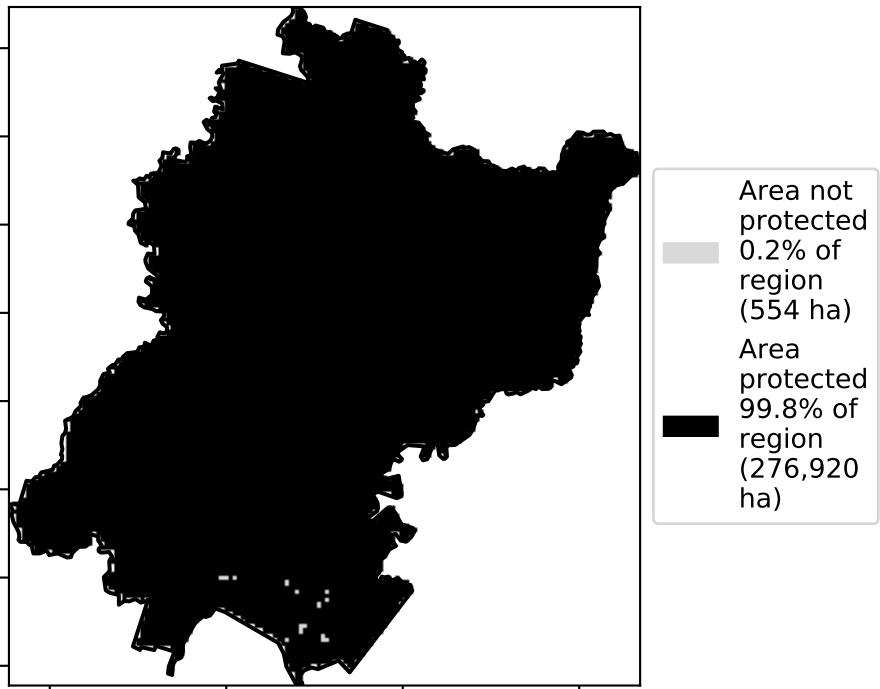 Area not
protected
0.2% of
region
(554 ha)
Area
protected
99.8% of
region
(276,920
ha)